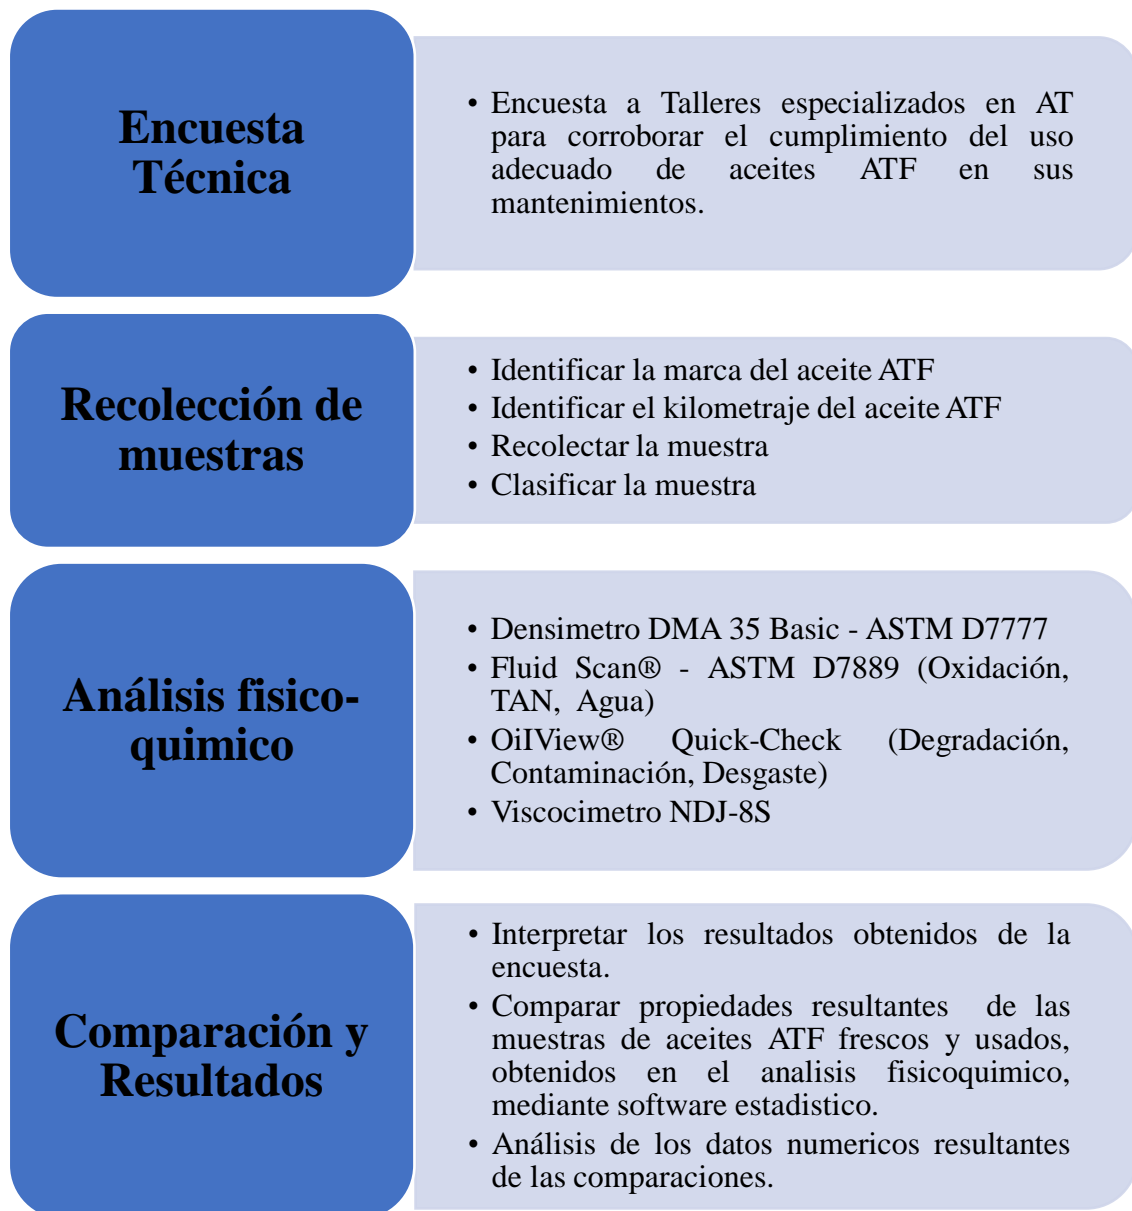 Encuesta
Técnica
• Encuesta a Talleres especializados en AT
para corroborar el cumplimiento del uso
adecuado de aceites ATF en sus
mantenimientos.
Recolección de
muestras
• Identificar la marca del aceite ATF
• Identificar el kilometraje del aceite ATF
• Recolectar la muestra
• Clasificar la muestra
Análisis fisico-
quimico
• Densimetro DMA 35 Basic - ASTM D7777
• Fluid Scan® - ASTM D7889 (Oxidación,
TAN, Agua)
• OiIView® Quick-Check (Degradación,
Contaminación, Desgaste)
• Viscocimetro NDJ-8S
Comparación y
Resultados
• Interpretar los resultados obtenidos de la
encuesta.
• Comparar propiedades resultantes de las
muestras de aceites ATF frescos y usados,
obtenidos en el analisis fisicoquimico,
mediante software estadistico.
• Análisis de los datos numericos resultantes
de las comparaciones.